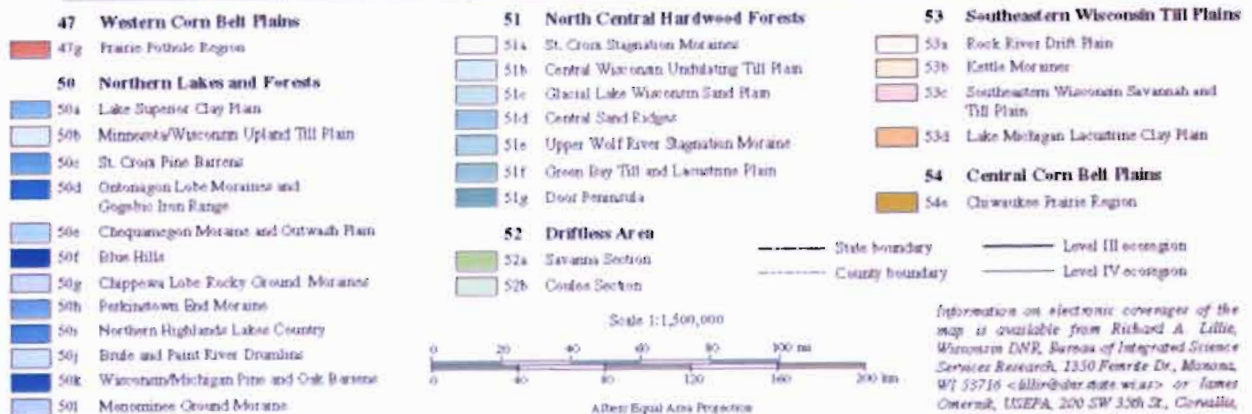 47 Western Corn Belt Plains
47g Prairie Pothole Region
50 Northern Lakes and Forests
50a Lake Superior Clay Plain
50b Minnesota/Wisconsin Upland Till Plain
50c St. Croix Pine Barrens
50d Ontonagon Lobe Moraines and
Gogebic Iron Range
50e Chequamegon Moraine and Outwash Plain
50f Blue Hills
50g Chippewa Lobe Rocky Ground Moraines
50h Perkinstown End Moraine
50i Northern Highlands Lakes Country
50j Brule and Paint River Drumlins
50k Wisconsin/Michigan Pine and Oak Barrens
50l Menominee Ground Moraine
51 North Central Hardwood Forests
51a St. Croix Stagnation Moraines
51b Central Wisconsin Undulating Till Plain
51c Glacial Lake Wisconsin Sand Plain
51d Central Sand Ridges
51e Upper Wolf River Stagnation Moraine
51f Green Bay Till and Lacustrine Plain
51g Door Peninsula
52 Driftless Area
52a Savanna Section
52b Coulee Section
Scale 1:1,500,000
0 20 40 60 80 100 mi
0 40 80 120 160 200 km
Albers Equal Area Projection
53 Southeastern Wisconsin Till Plains
53a Rock River Drift Plain
53b Kettle Moraines
53c Southeastern Wisconsin Savannah and
Till Plain
53d Lake Michigan Lacustrine Clay Plain
54 Central Corn Belt Plains
54e Chiwaukee Prairie Region
State boundary
County boundary
Level III ecoregion
Level IV ecoregion
Information on electronic coverages of the
map is available from Richard A. Lillie,
Wisconsin DNR, Bureau of Integrated Science
Services Research, 1350 Femrite Dr., Monona,
WI 53716 <lillir@dnr.state.wi.us> or James
Omernik, USEPA, 200 SW 35th St., Corvallis,